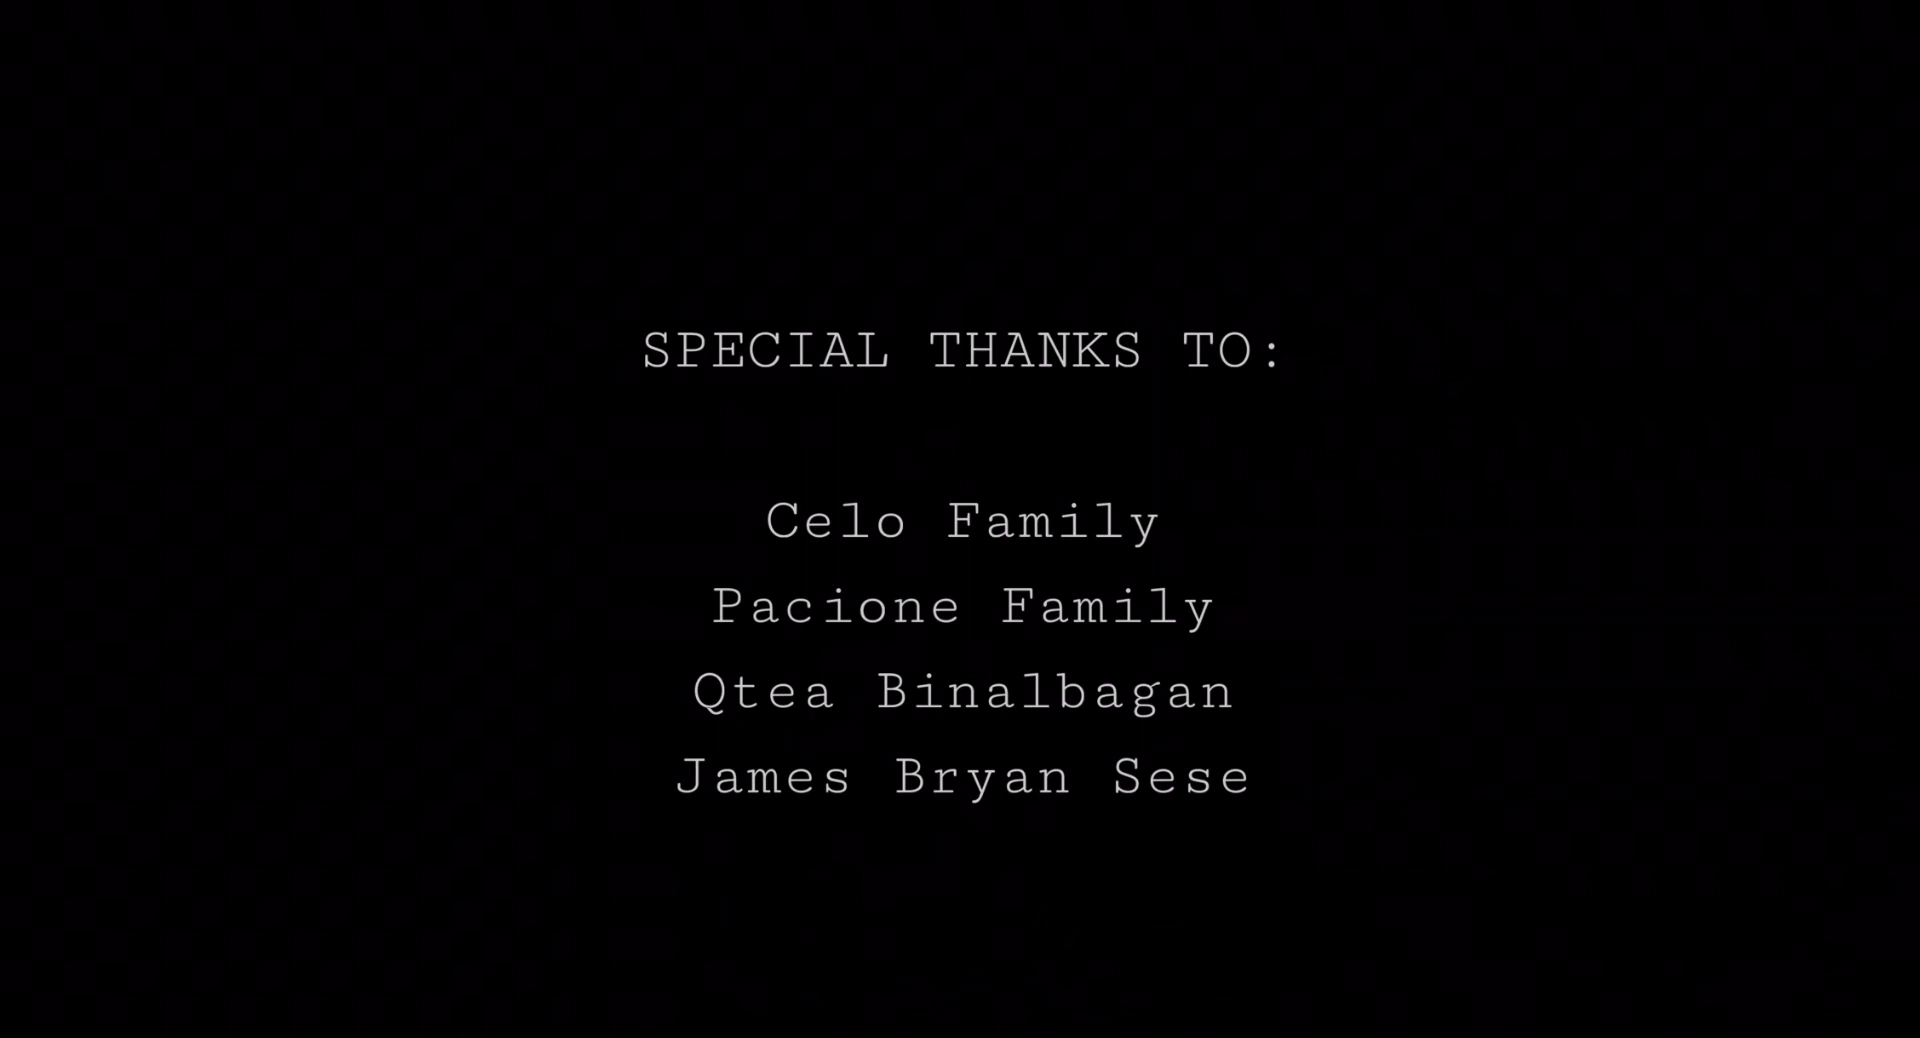 SPECIAL THANKS TO:
Celo Family
Pacione Family
Qtea Binalbagan
James Bryan Sese